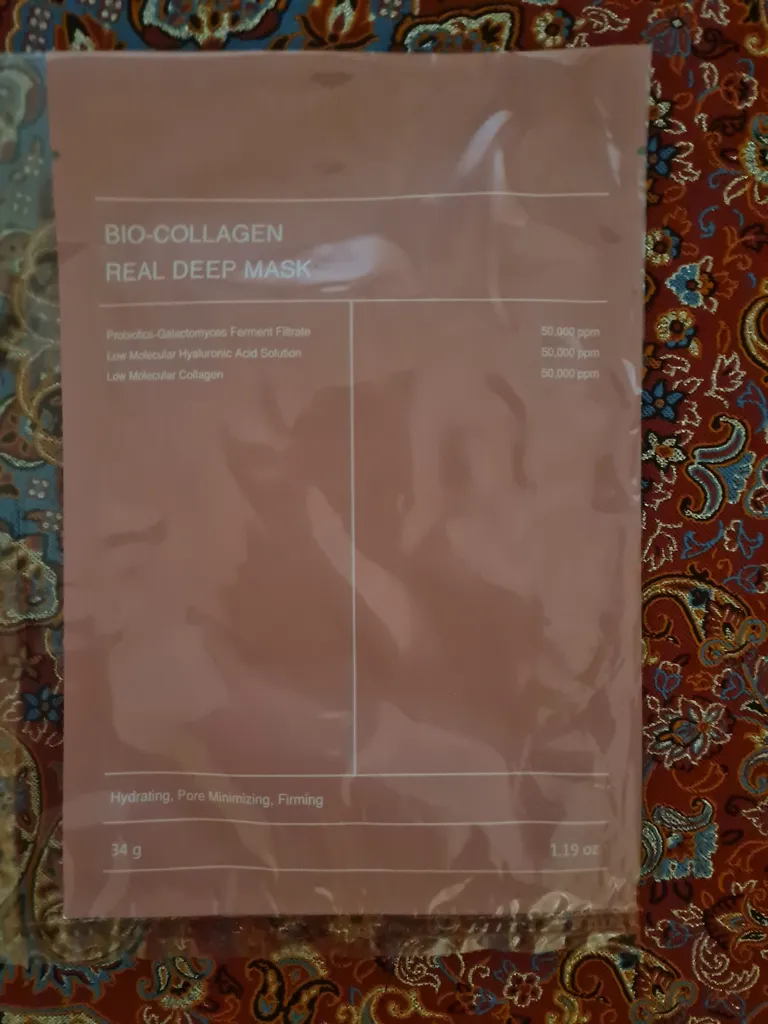 BIO-COLLAGEN
REAL DEEP MASK
Probiotics-Galactomyces Ferment Filtrate 50,000 ppm
Low Molecular Hyaluronic Acid Solution 50,000 ppm
Low Molecular Collagen 50,000 ppm
Hydrating, Pore Minimizing, Firming
34 g 1.19 oz